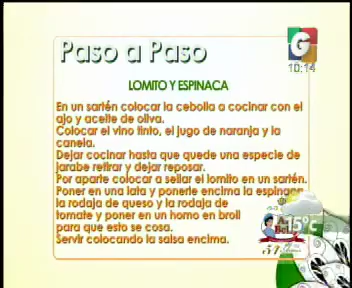 Paso a Paso
G
10:14
LOMITO Y ESPINACA
En un sartén colocar la cebolla a cocinar con el
ajo y aceite de oliva.
Colocar el vino tinto, el jugo de naranja y la
canela.
Dejar cocinar hasta que quede una especie de
jarabe retirar y dejar reposar.
Por aparte colocar a sellar el lomito en un sartén.
Poner en una lata y ponerle encima la espinaca
la rodaja de queso y la rodaja de
tomate y poner en un horno en broil
para que esto se cosa.
Servir colocando la salsa encima.
15°C